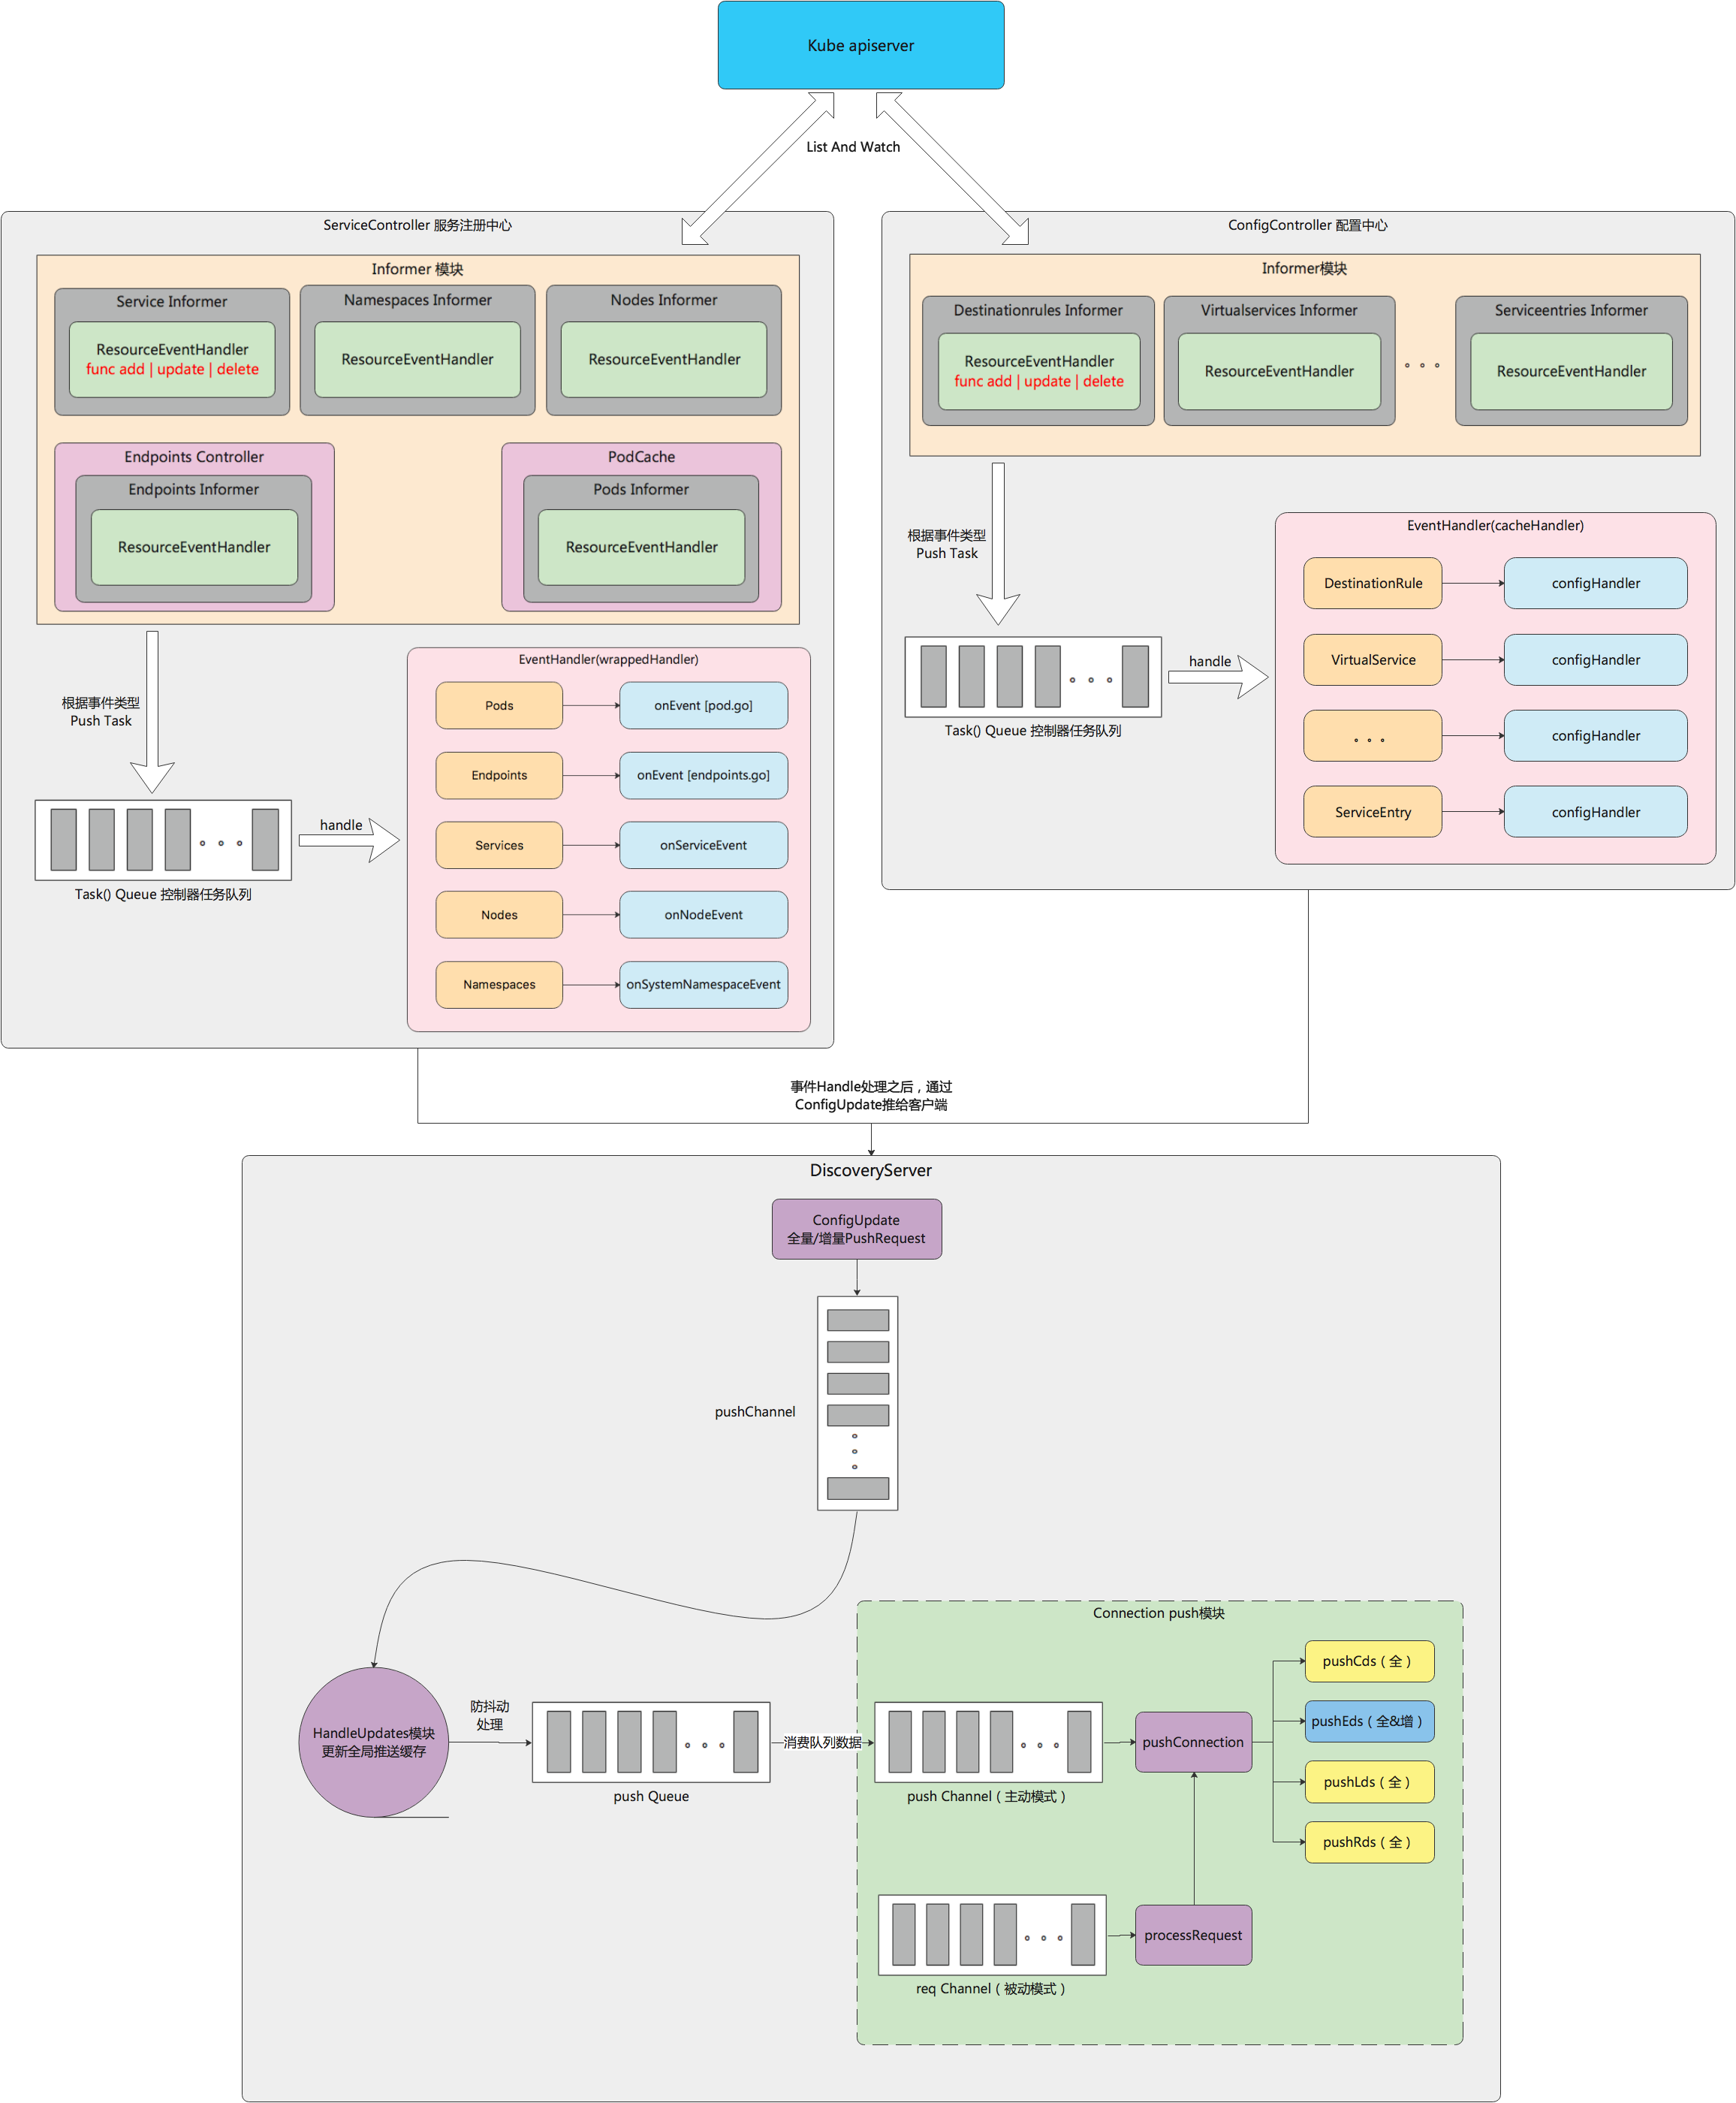 Kube apiserver
List And Watch
ServiceController 服务注册中心
Informer 模块
Service Informer
ResourceEventHandler
func add | update | delete
Namespaces Informer
ResourceEventHandler
Nodes Informer
ResourceEventHandler
Endpoints Controller
Endpoints Informer
ResourceEventHandler
PodCache
Pods Informer
ResourceEventHandler
根据事件类型
Push Task
Task() Queue 控制器任务队列
handle
EventHandler(wrappedHandler)
Pods
onEvent [pod.go]
Endpoints
onEvent [endpoints.go]
Services
onServiceEvent
Nodes
onNodeEvent
Namespaces
onSystemNamespaceEvent
ConfigController 配置中心
Informer模块
Destinationrules Informer
ResourceEventHandler
func add | update | delete
Virtualservices Informer
ResourceEventHandler
。。。
Serviceentries Informer
ResourceEventHandler
根据事件类型
Push Task
Task() Queue 控制器任务队列
handle
EventHandler(cacheHandler)
DestinationRule
configHandler
VirtualService
configHandler
。。。
configHandler
ServiceEntry
configHandler
事件Handle处理之后，通过
ConfigUpdate推给客户端
DiscoveryServer
ConfigUpdate
全量/增量PushRequest
pushChannel
HandleUpdates模块
更新全局推送缓存
防抖动
处理
push Queue
消费队列数据
Connection push模块
push Channel（主动模式）
pushConnection
pushCds（全）
pushEds（全&增）
pushLds（全）
pushRds（全）
req Channel（被动模式）
processRequest